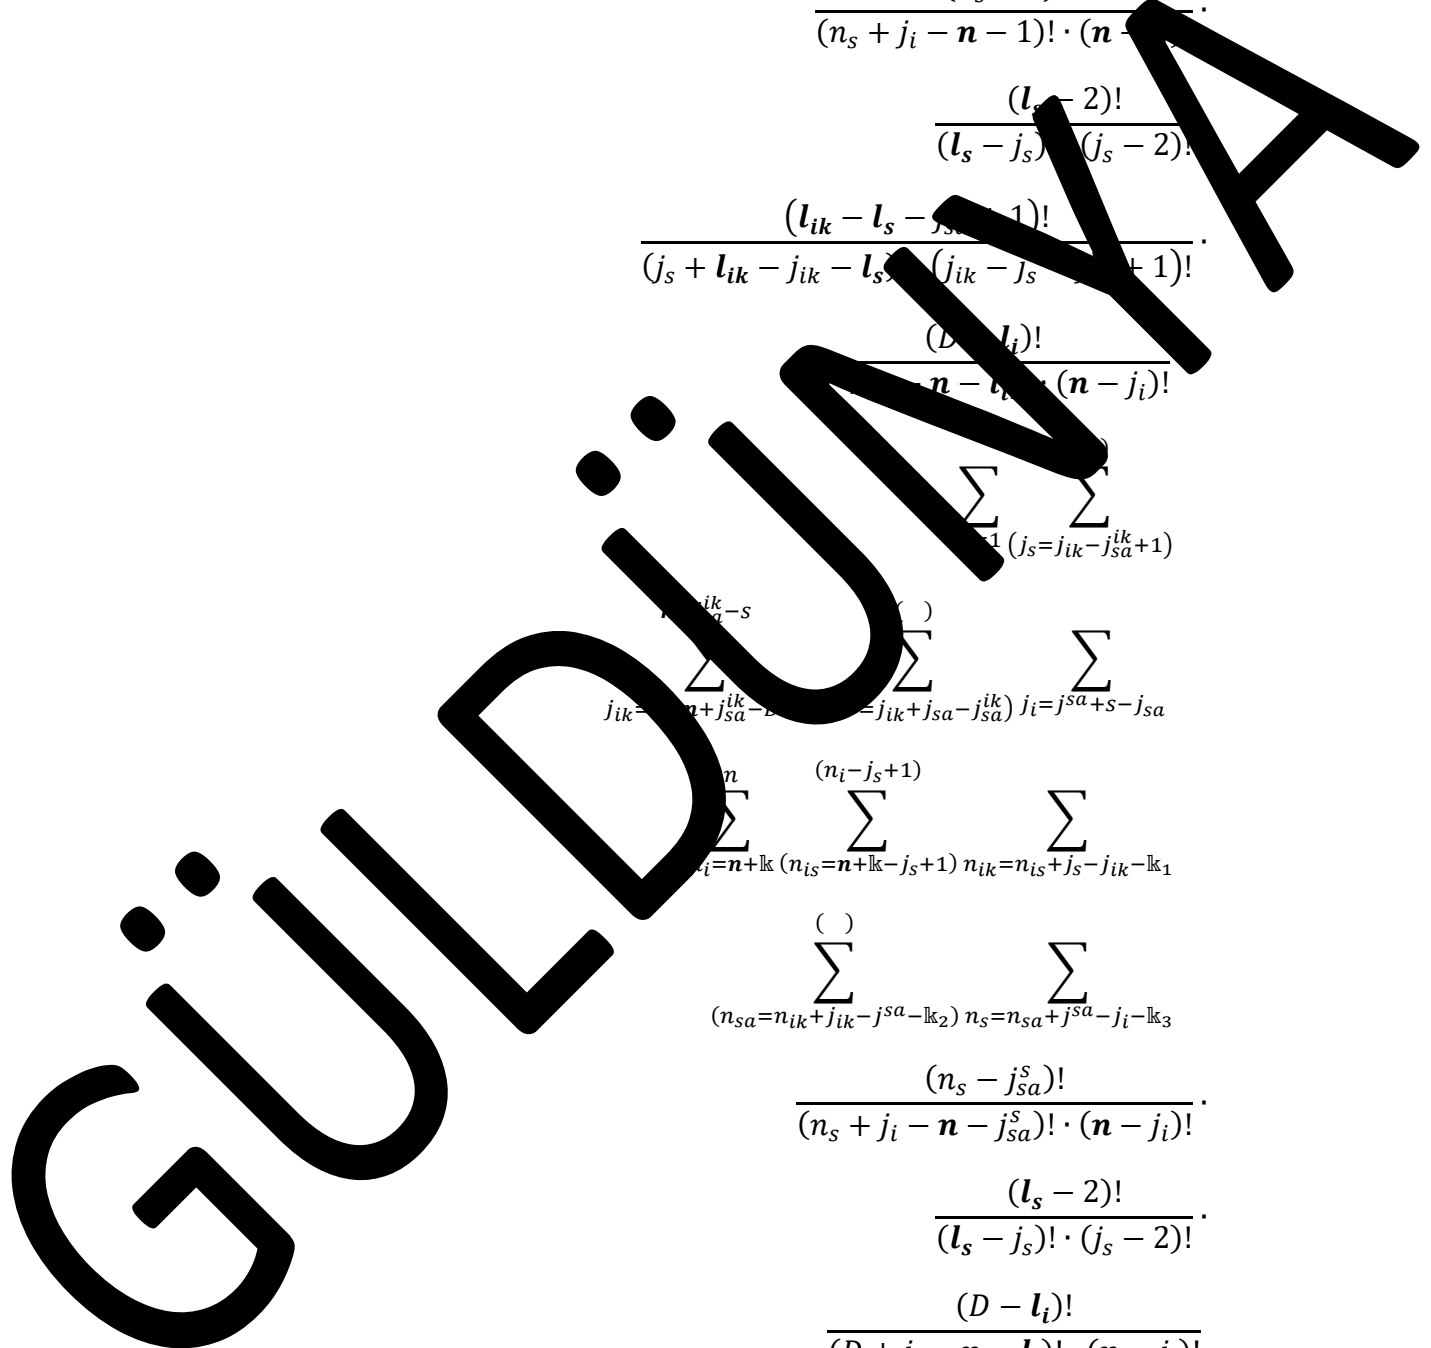 (n_s + j_i − n − 1)! · (n −
(l_s − 2)!
(l_s − j_s) (j_s − 2)!
(l_ik − l_s − 1)!
(j_s + l_ik − j_ik − l_s) (j_ik − j_s + 1)! ·
(D l_i)!
n − · (n − j_i)!
∑ ∑
(j_s=j_ik−j_sa^ik+1)
−s ( )
∑ ∑ ∑
j_ik= n+j_sa^ik− =j_ik+j_sa−j_sa^ik) j_i=j^sa+s−j_sa
n (n_i−j_s+1)
∑ ∑ ∑
n_i=n+𝕜 (n_is=n+𝕜−j_s+1) n_ik=n_is+j_s−j_ik−𝕜_1
( )
∑ ∑
(n_sa=n_ik+j_ik−j^sa−𝕜_2) n_s=n_sa+j^sa−j_i−𝕜_3
(n_s − j_sa^s)!
(n_s + j_i − n − j_sa^s)! · (n − j_i)! ·
(l_s − 2)!
(l_s − j_s)! · (j_s − 2)! ·
(D − l_i)!
GÜLDÜNYA